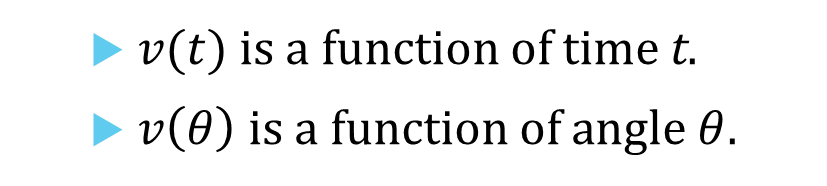 ▶ 𝑣(𝑡) is a function of time 𝑡.
▶ 𝑣(𝜃) is a function of angle 𝜃.